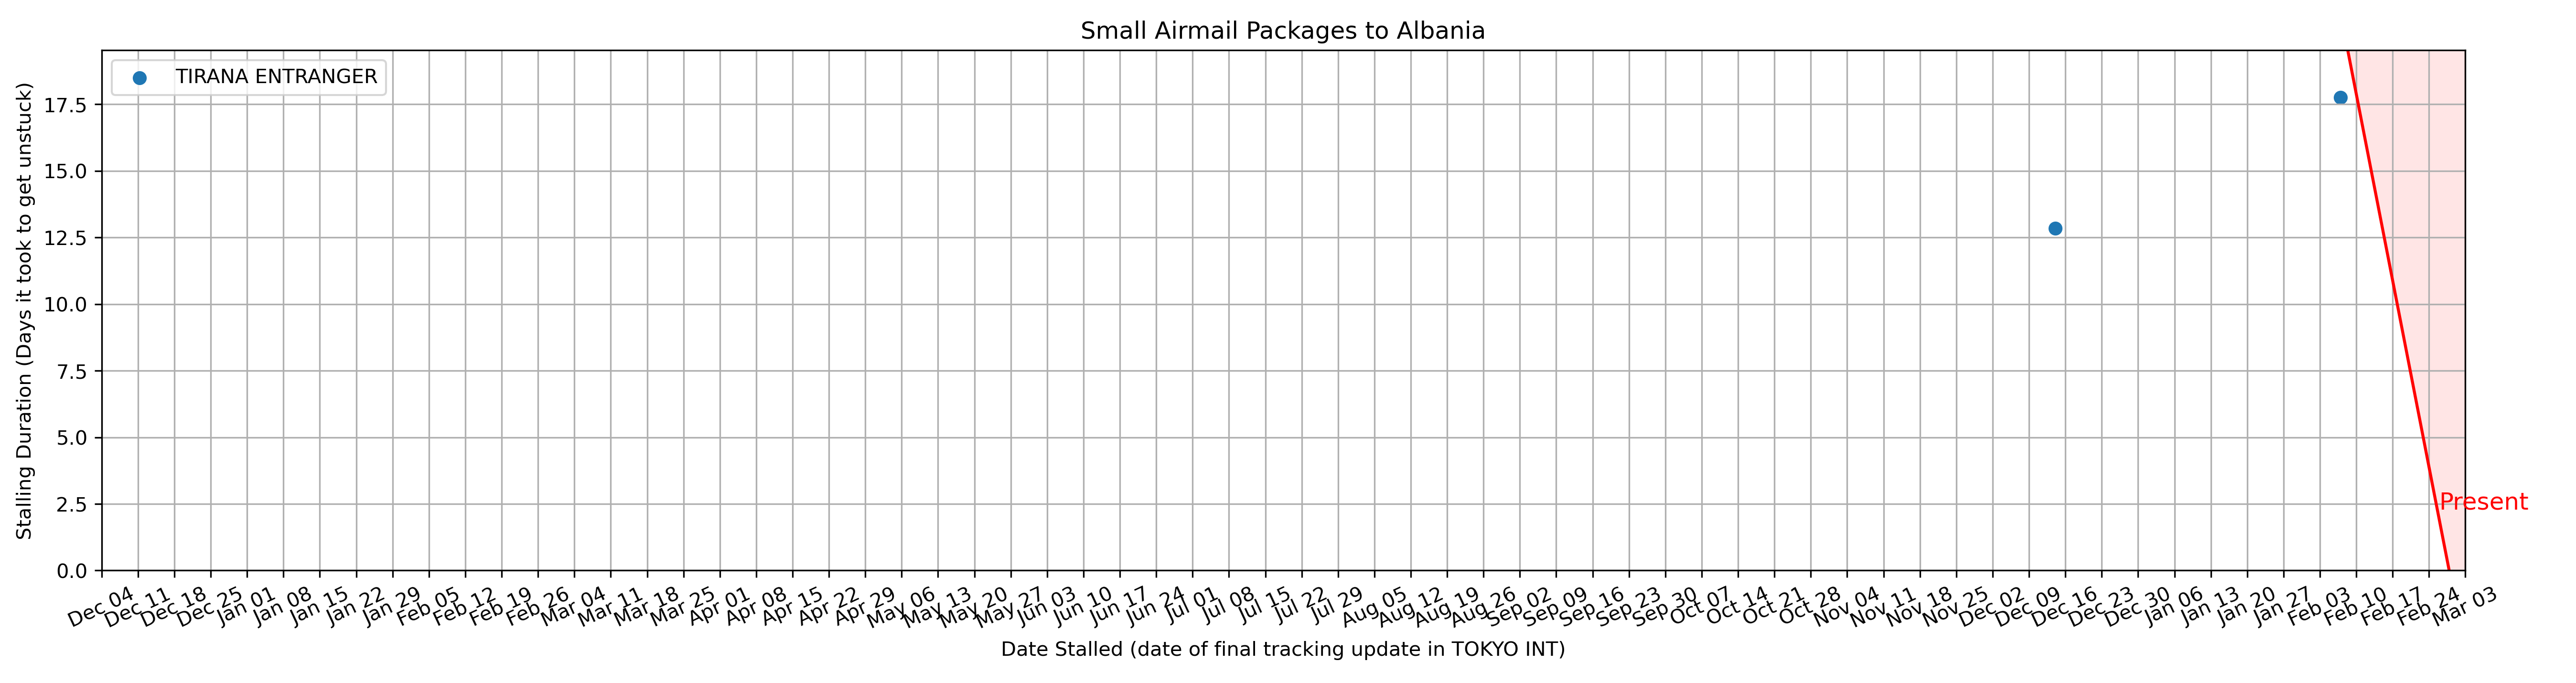 Small Airmail Packages to Albania
TIRANA ENTRANGER
Stalling Duration (Days it took to get unstuck)
17.5
15.0
12.5
10.0
7.5
5.0
2.5
0.0
Present
Dec 04 Dec 11 Dec 18 Dec 25 Jan 01 Jan 08 Jan 15 Jan 22 Jan 29 Feb 05 Feb 12 Feb 19 Feb 26 Mar 04 Mar 11 Mar 18 Mar 25 Apr 01 Apr 08 Apr 15 Apr 22 Apr 29 May 06 May 13 May 20 May 27 Jun 03 Jun 10 Jun 17 Jun 24 Jul 01 Jul 08 Jul 15 Jul 22 Jul 29 Aug 05 Aug 12 Aug 19 Aug 26 Sep 02 Sep 09 Sep 16 Sep 23 Sep 30 Oct 07 Oct 14 Oct 21 Oct 28 Nov 04 Nov 11 Nov 18 Nov 25 Dec 02 Dec 09 Dec 16 Dec 23 Dec 30 Jan 06 Jan 13 Jan 20 Jan 27 Feb 03 Feb 10 Feb 17 Feb 24 Mar 03
Date Stalled (date of final tracking update in TOKYO INT)